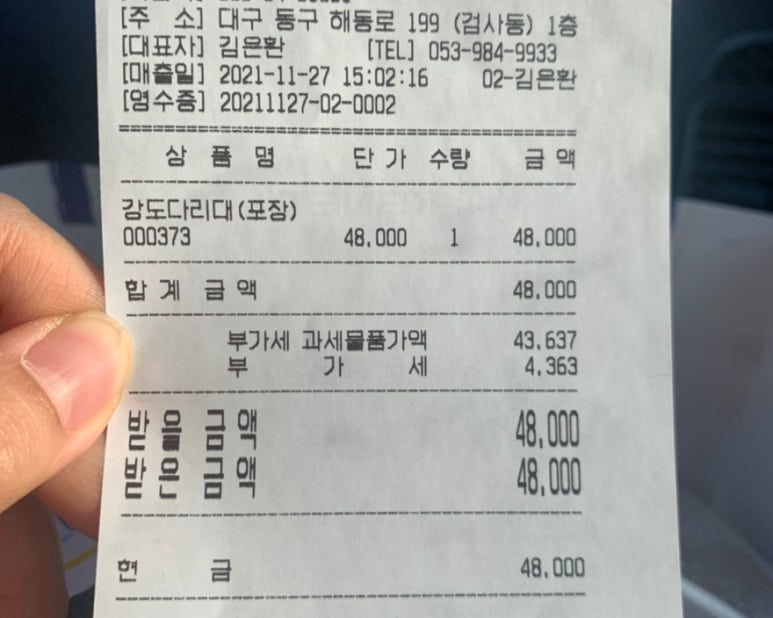 [주 소] 대구 동구 해동로 199 (검사동) 1층
[대표자] 김은환 [TEL] 053-984-9933
[매출일] 2021-11-27 15:02:16 02-김은환
[영수증] 20211127-02-0002
상 품 명 단 가 수량 금 액
강도다리대(포장)
000373 48,000 1 48,000
합 계 금 액 48,000
부가세 과세물품가액 43,637
부 가 세 4,363
받 을 금 액 48,000
받 은 금 액 48,000
현 금 48,000